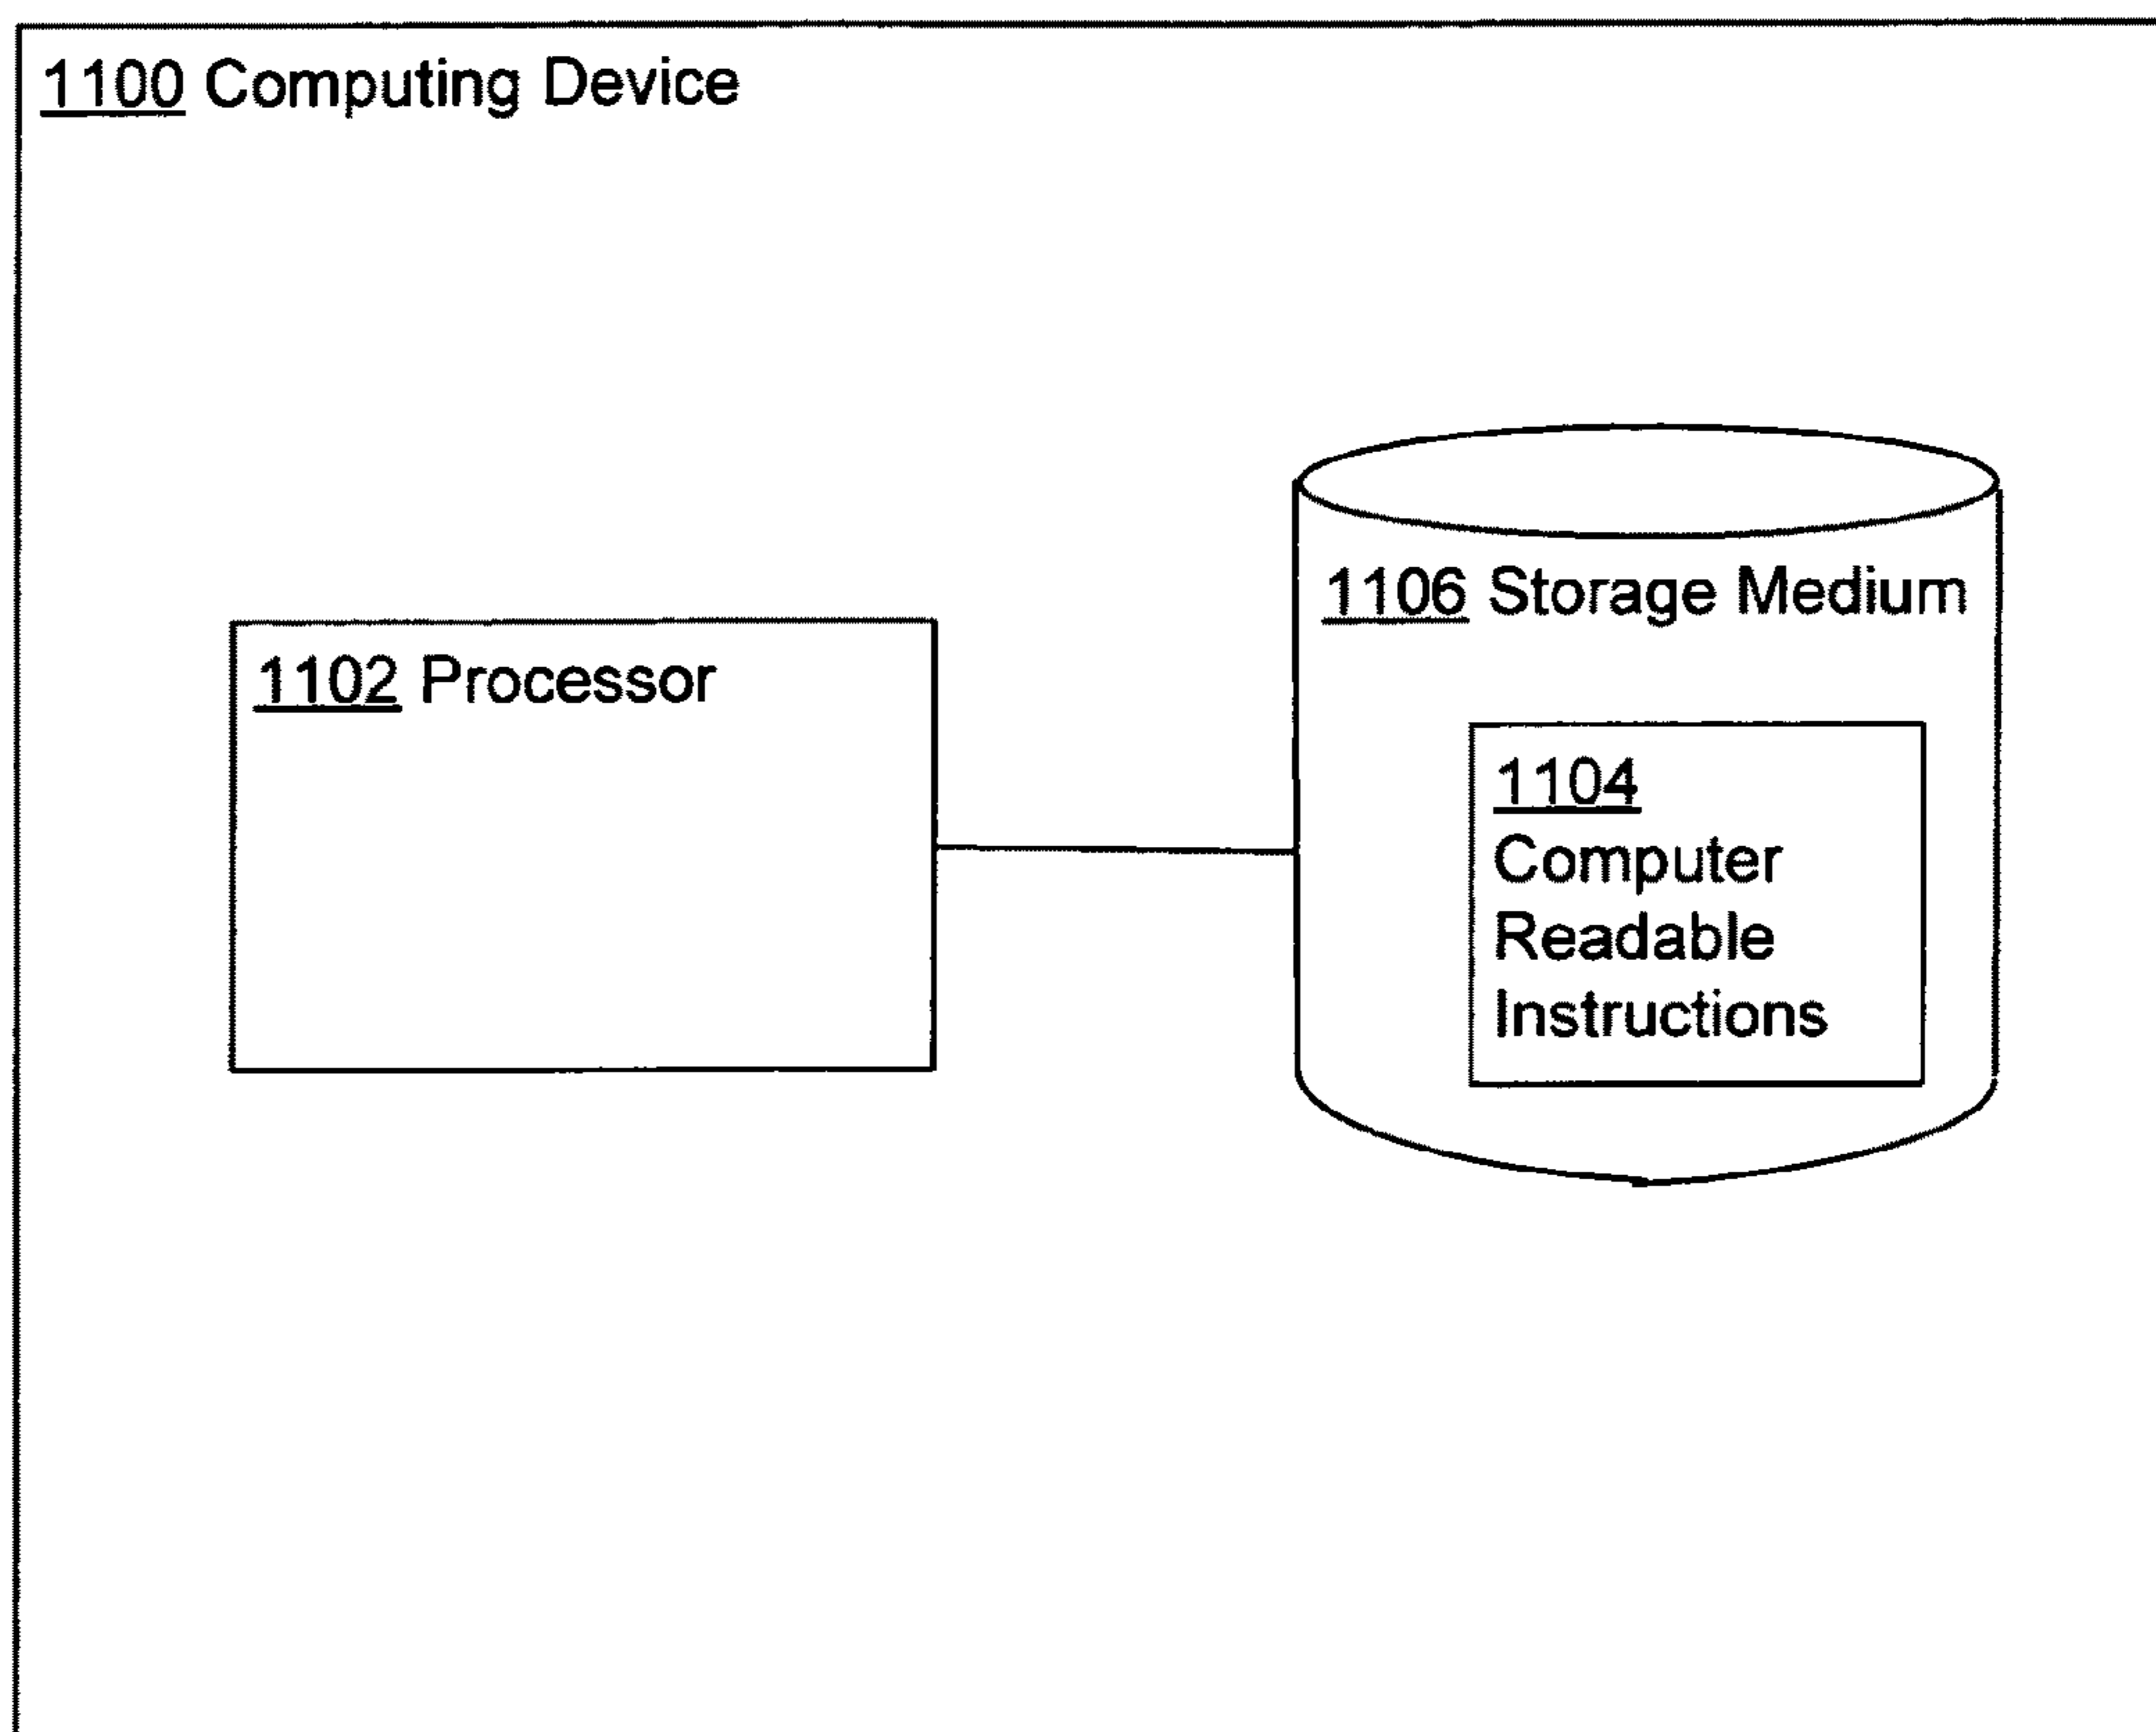 1100 Computing Device
1106 Storage Medium
1102 Processor
1104
Computer
Readable
Instructions